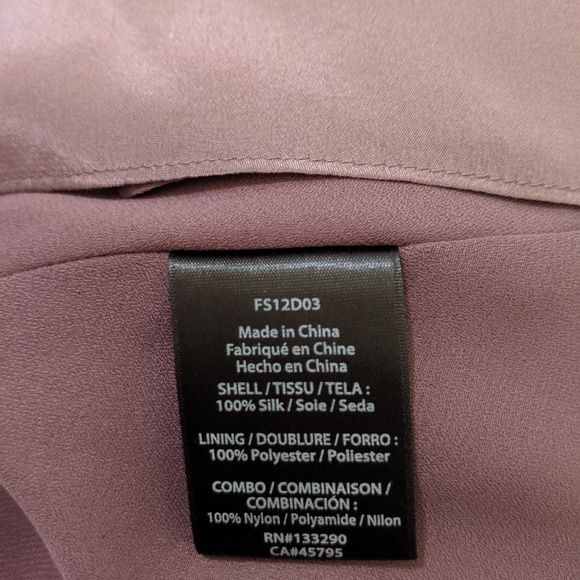 FS12D03
Made in China
Fabriqué en Chine
Hecho en China
SHELL / TISSU / TELA :
100% Silk / Soie / Seda
LINING / DOUBLURE / FORRO :
100% Polyester / Poliester
COMBO / COMBINAISON /
COMBINACIÓN :
100% Nylon / Polyamide / Nilon
RN#133290
CA#45795